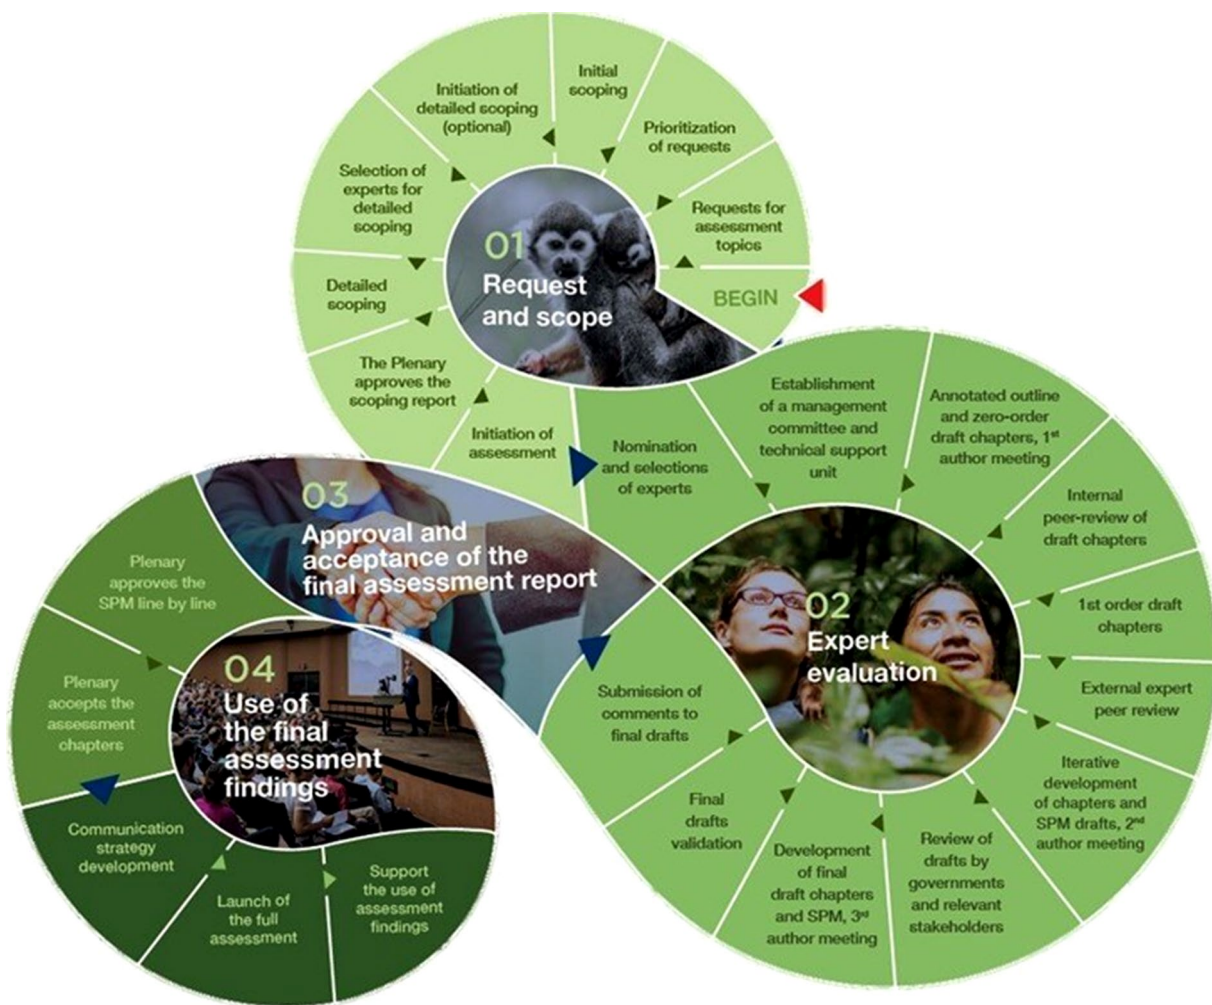 01
Request
and scope
BEGIN
Requests for
assessment
topics
Prioritization
of requests
Initial
scoping
Initiation of
detailed scoping
(optional)
Selection of
experts for
detailed
scoping
Detailed
scoping
The Plenary
approves the
scoping report
Initiation of
assessment
02
Expert
evaluation
Nomination
and selections
of experts
Establishment
of a management
committee and
technical support
unit
Annotated outline
and zero-order
draft chapters, 1st
author meeting
Internal
peer-review of
draft chapters
1st order draft
chapters
External expert
peer review
Iterative
development
of chapters and
SPM drafts, 2nd
author meeting
Review of
drafts by
governments
and relevant
stakeholders
Development
of final
draft chapters
and SPM, 3rd
author meeting
Final
drafts
validation
Submission of
comments to
final drafts
03
Approval and
acceptance of the
final assessment report
Plenary
approves the
SPM line by line
Plenary
accepts the
assessment
chapters
04
Use of
the final
assessment
findings
Communication
strategy
development
Launch of
the full
assessment
Support
the use of
assessment
findings